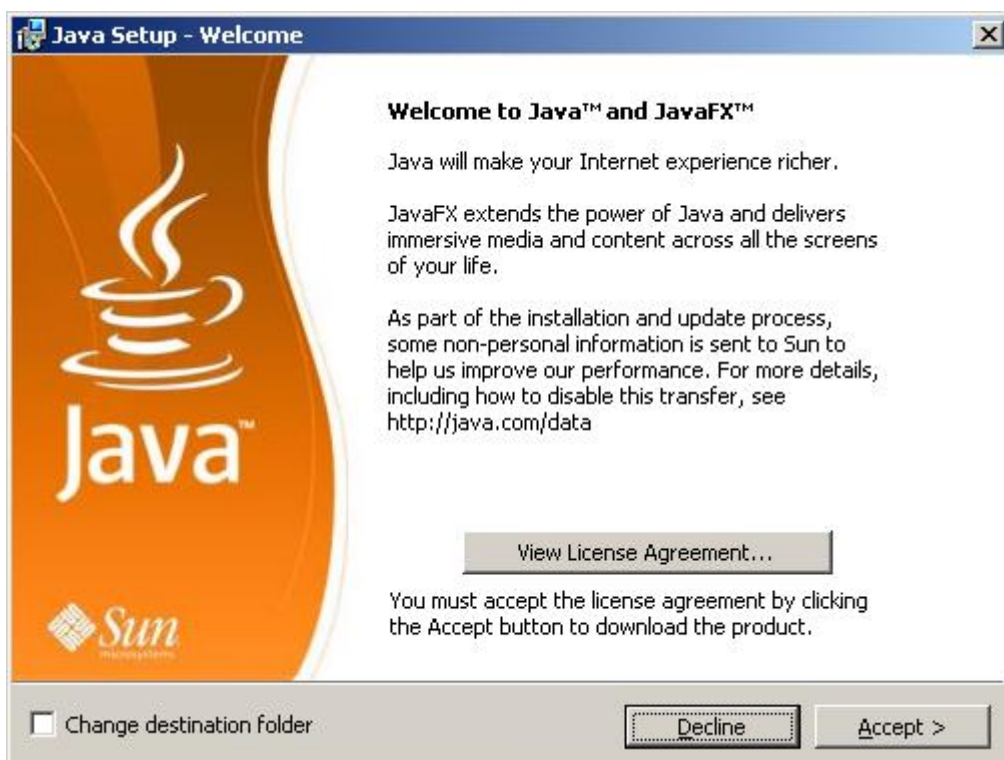 Java Setup - Welcome
Welcome to Java™ and JavaFX™
Java will make your Internet experience richer.
JavaFX extends the power of Java and delivers
immersive media and content across all the screens
of your life.
As part of the installation and update process,
some non-personal information is sent to Sun to
help us improve our performance. For more details,
including how to disable this transfer, see
http://java.com/data
Java™
View License Agreement...
You must accept the license agreement by clicking
the Accept button to download the product.
Sun
microsystems
Change destination folder
Decline
Accept >